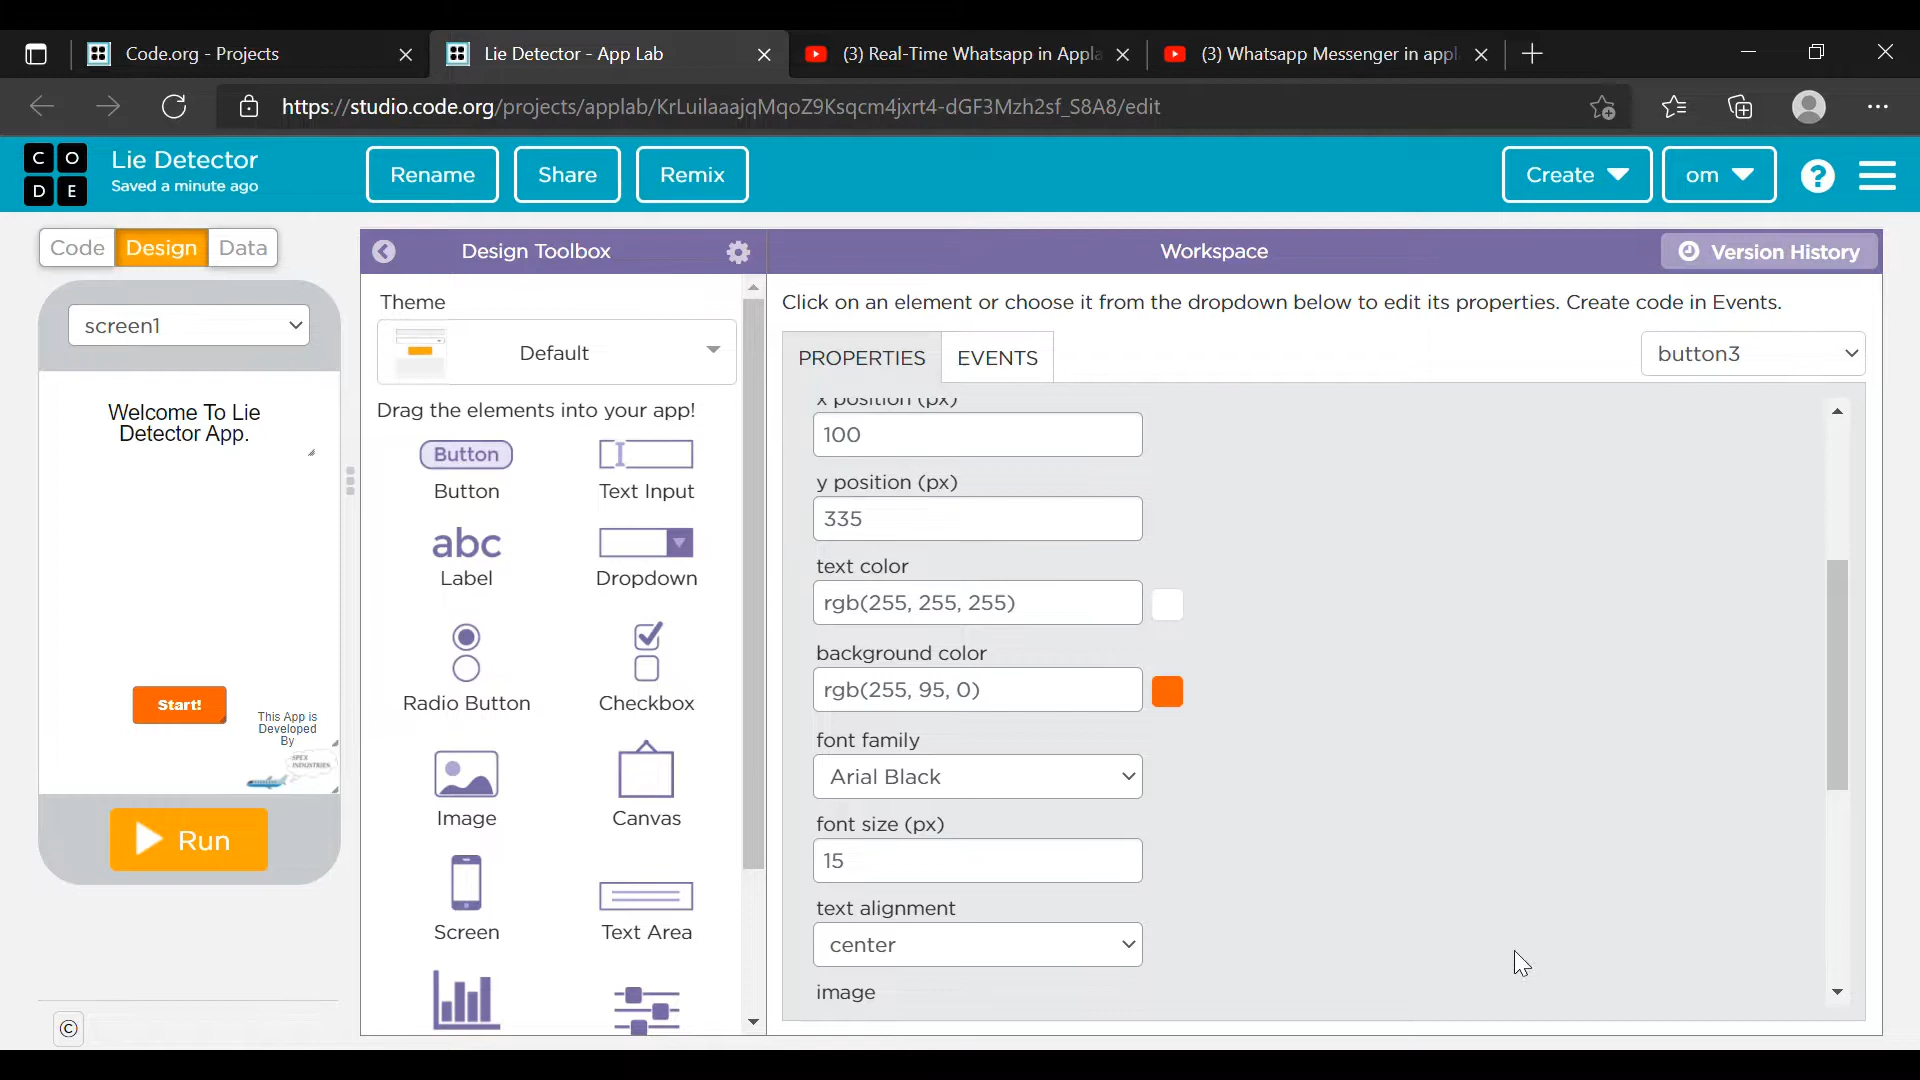 Code.org - Projects
Lie Detector - App Lab
(3) Real-Time Whatsapp in Appla
(3) Whatsapp Messenger in appl
https://studio.code.org/projects/applab/KrLuilaaajqMqoZ9Ksqcm4jxrt4-dGF3Mzh2sf_S8A8/edit
C O
D E
Lie Detector
Saved a minute ago
Rename
Share
Remix
Create
om
?
Code
Design
Data
Design Toolbox
Workspace
Version History
screen1
Welcome To Lie
Detector App.
Start!
This App is
Developed
By
SPEX
INDUSTRIES
Run
©
Theme
Default
Drag the elements into your app!
Button
Button
Text Input
abc
Label
Dropdown
Radio Button
Checkbox
Image
Canvas
Screen
Text Area
Click on an element or choose it from the dropdown below to edit its properties. Create code in Events.
PROPERTIES
EVENTS
button3
x position (px)
100
y position (px)
335
text color
rgb(255, 255, 255)
background color
rgb(255, 95, 0)
font family
Arial Black
font size (px)
15
text alignment
center
image